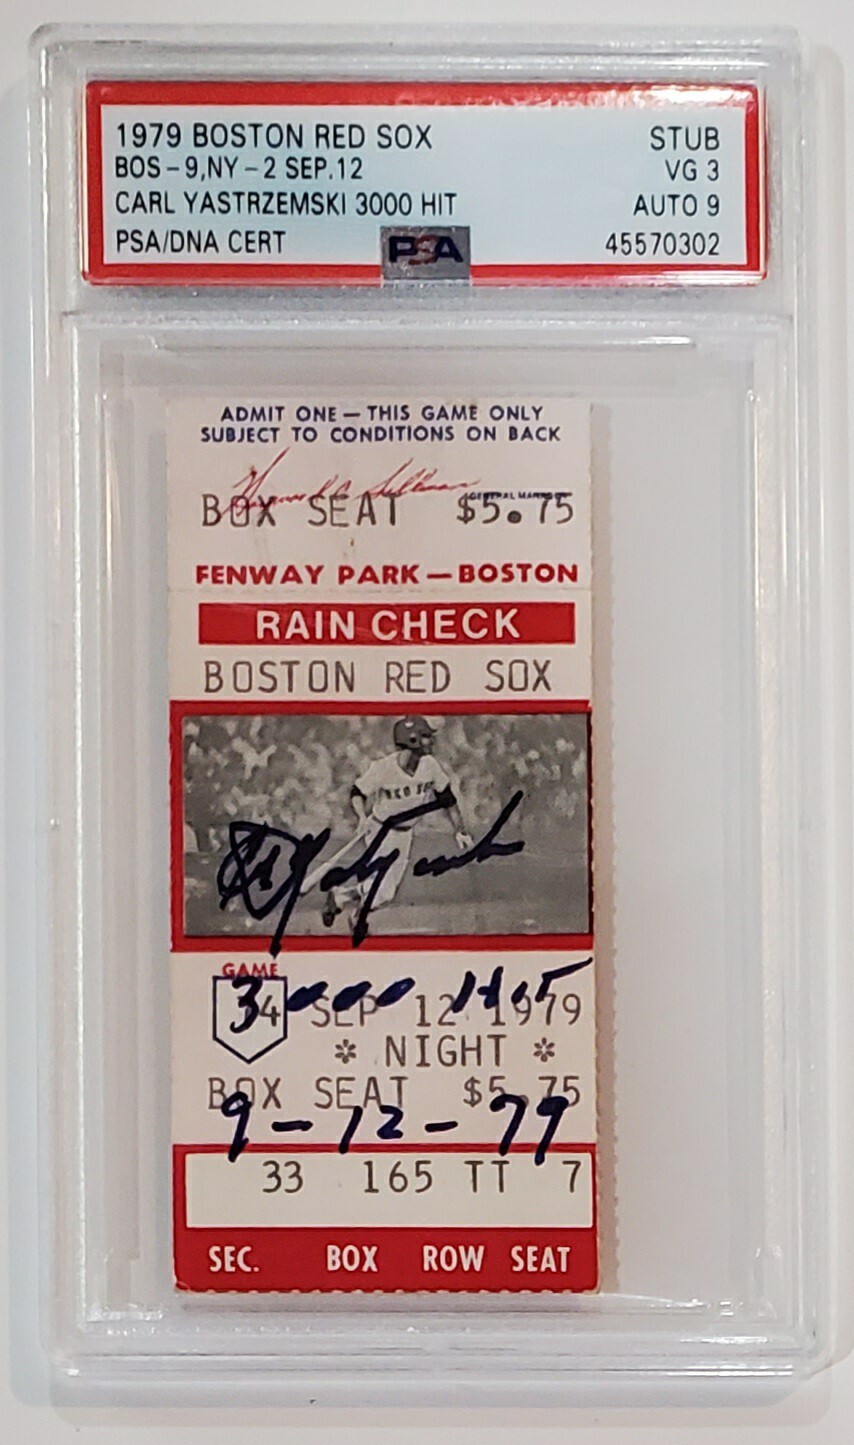 1979 BOSTON RED SOX STUB
BOS-9,NY-2 SEP.12 VG 3
CARL YASTRZEMSKI 3000 HIT AUTO 9
PSA/DNA CERT PSA 45570302
ADMIT ONE — THIS GAME ONLY
SUBJECT TO CONDITIONS ON BACK
GENERAL MANAGER
BOX SEAT $5.75
FENWAY PARK — BOSTON
RAIN CHECK
BOSTON RED SOX
RED SOX
Carl Yastrzemski
GAME
3000 Hits
74 SEP 12 1979
* NIGHT *
BOX SEAT $5.75
9-12-79
33 165 TT 7
SEC. BOX ROW SEAT